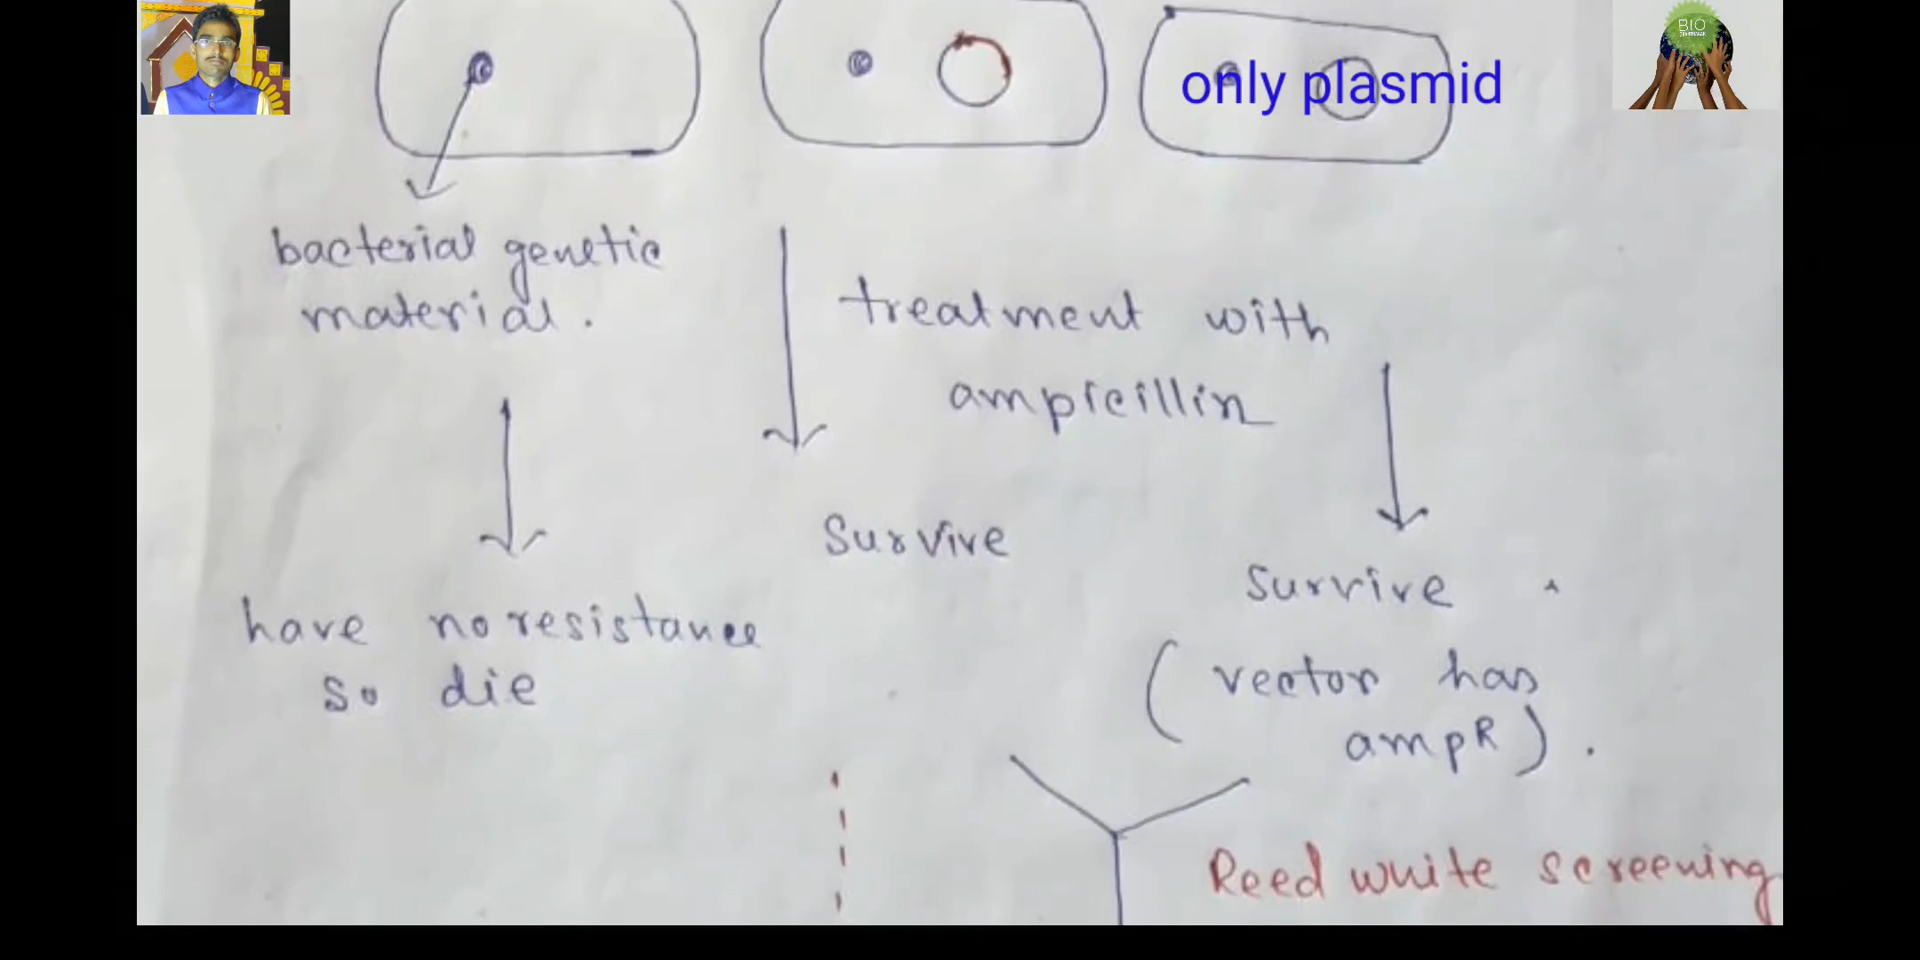 only plasmid
BIO
bacterial genetic
material.
treatment with
ampicillin
Survive
Survive
have no resistance
so die
(vector has
ampR).
Reed white screening